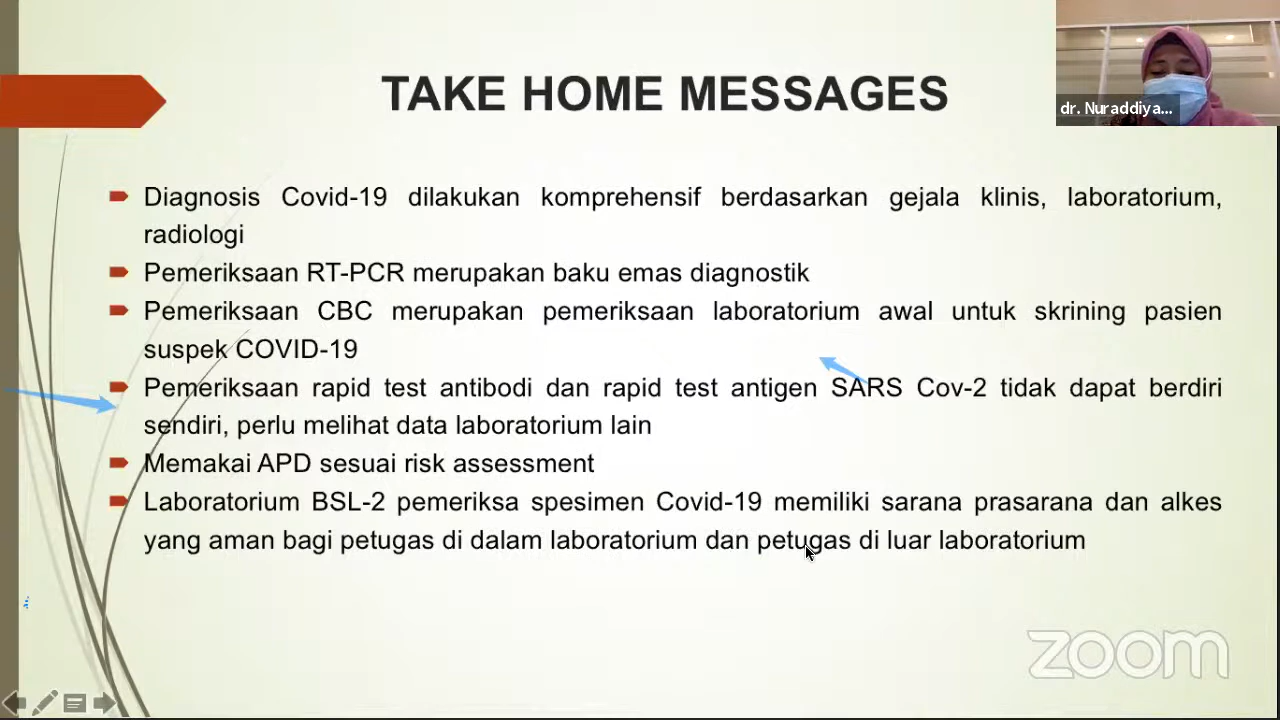 TAKE HOME MESSAGES
dr. Nuraddiya...
Diagnosis Covid-19 dilakukan komprehensif berdasarkan gejala klinis, laboratorium,
radiologi
Pemeriksaan RT-PCR merupakan baku emas diagnostik
Pemeriksaan CBC merupakan pemeriksaan laboratorium awal untuk skrining pasien
suspek COVID-19
Pemeriksaan rapid test antibodi dan rapid test antigen SARS Cov-2 tidak dapat berdiri
sendiri, perlu melihat data laboratorium lain
Memakai APD sesuai risk assessment
Laboratorium BSL-2 pemeriksa spesimen Covid-19 memiliki sarana prasarana dan alkes
yang aman bagi petugas di dalam laboratorium dan petugas di luar laboratorium
zoom